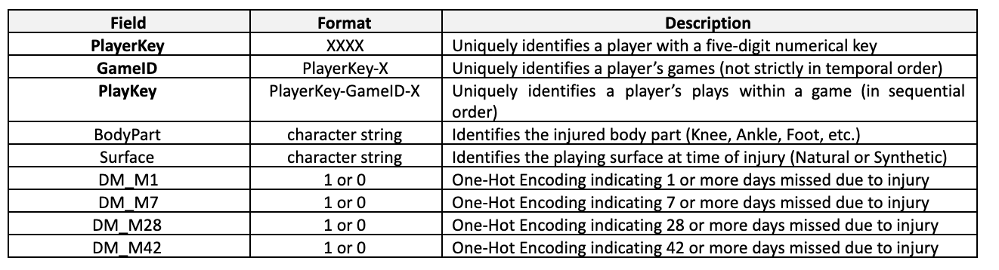 Field Format Description
PlayerKey XXXX Uniquely identifies a player with a five-digit numerical key
GameID PlayerKey-X Uniquely identifies a player's games (not strictly in temporal order)
PlayKey PlayerKey-GameID-X Uniquely identifies a player's plays within a game (in sequential
order)
BodyPart character string Identifies the injured body part (Knee, Ankle, Foot, etc.)
Surface character string Identifies the playing surface at time of injury (Natural or Synthetic)
DM_M1 1 or 0 One-Hot Encoding indicating 1 or more days missed due to injury
DM_M7 1 or 0 One-Hot Encoding indicating 7 or more days missed due to injury
DM_M28 1 or 0 One-Hot Encoding indicating 28 or more days missed due to injury
DM_M42 1 or 0 One-Hot Encoding indicating 42 or more days missed due to injury